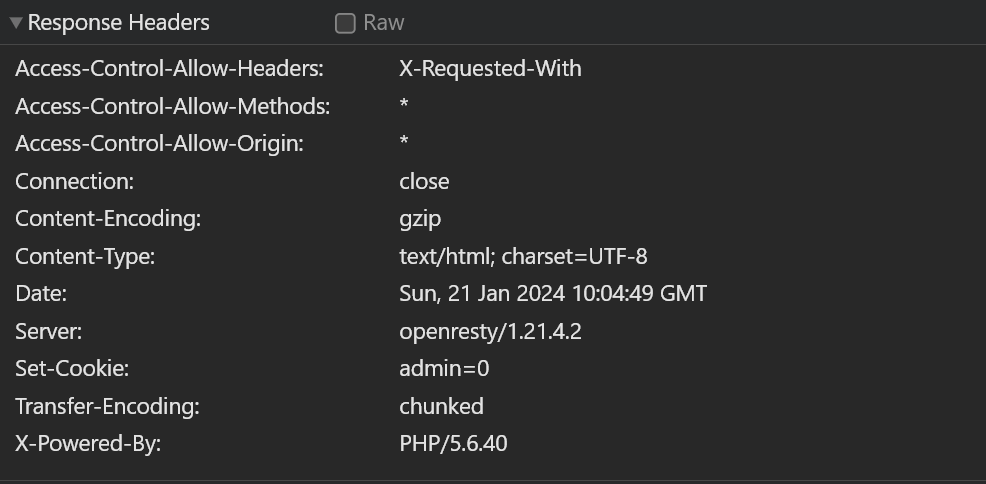 Response Headers Raw
Access-Control-Allow-Headers: X-Requested-With
Access-Control-Allow-Methods: *
Access-Control-Allow-Origin: *
Connection: close
Content-Encoding: gzip
Content-Type: text/html; charset=UTF-8
Date: Sun, 21 Jan 2024 10:04:49 GMT
Server: openresty/1.21.4.2
Set-Cookie: admin=0
Transfer-Encoding: chunked
X-Powered-By: PHP/5.6.40